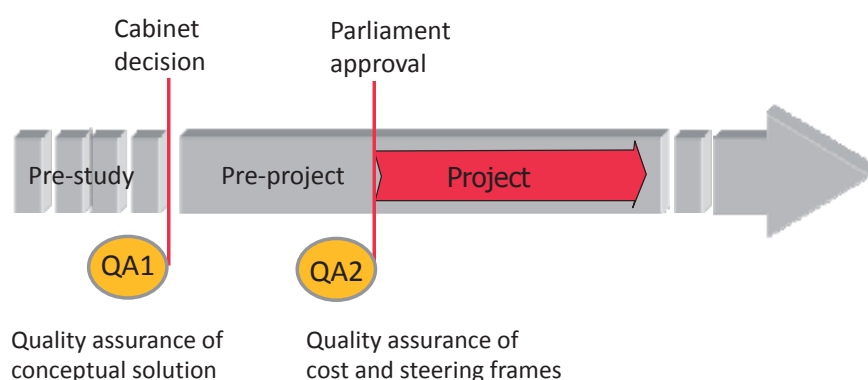 Cabinet
decision
Parliament
approval
Pre-study
Pre-project
Project
QA1
QA2
Quality assurance of
conceptual solution
Quality assurance of
cost and steering frames